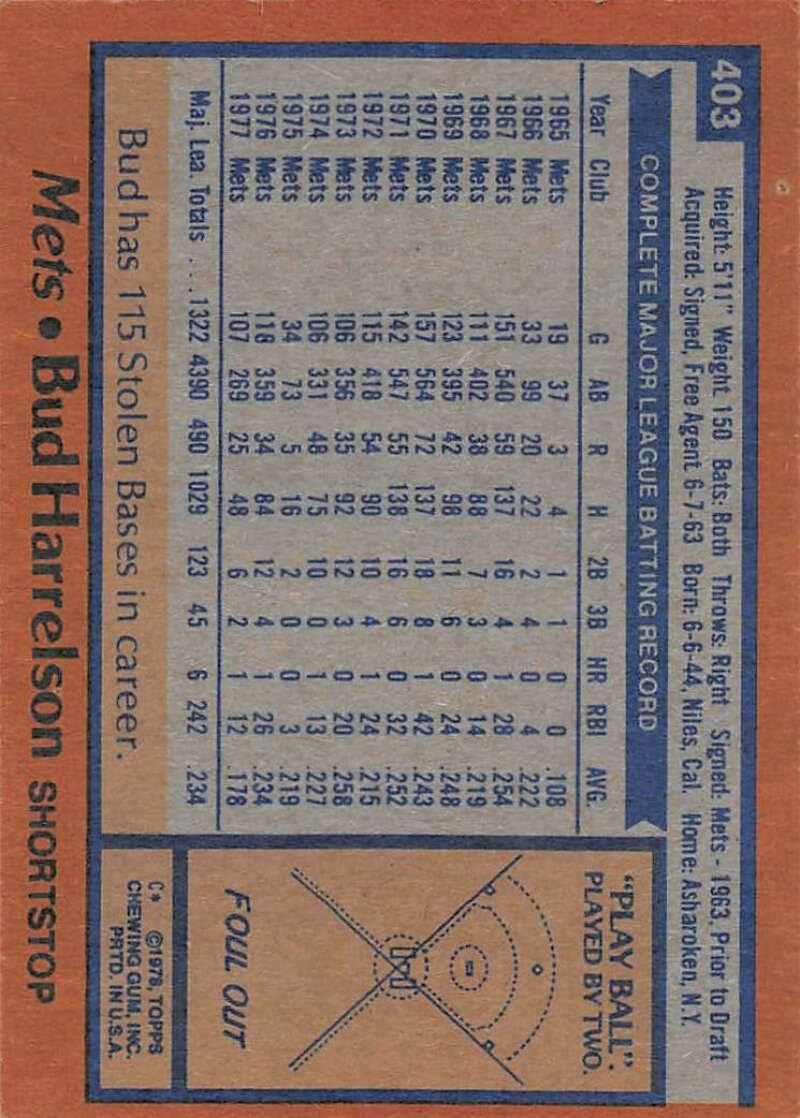 403
Height: 5'11" Weight 150 Bats: Both Throws: Right Signed: Mets - 1963, Prior to Draft
Acquired: Signed, Free Agent 6-7-63 Born: 6-6-44, Niles, Cal. Home: Asharoken, N.Y.
COMPLETE MAJOR LEAGUE BATTING RECORD
Year Club G AB R H 2B 3B HR RBI AVG.
1965 Mets 19 37 3 4 1 1 0 0 .108
1966 Mets 33 99 20 22 2 4 0 4 .222
1967 Mets 151 540 59 137 16 4 1 28 .254
1968 Mets 111 402 38 88 7 3 0 14 .219
1969 Mets 123 395 42 98 11 6 0 24 .248
1970 Mets 157 564 72 137 18 8 1 42 .243
1971 Mets 142 547 55 138 16 6 0 32 .252
1972 Mets 115 418 54 90 10 4 1 24 .215
1973 Mets 106 356 35 92 12 3 0 20 .258
1974 Mets 106 331 48 75 10 0 1 13 .227
1975 Mets 34 73 5 16 2 0 0 3 .219
1976 Mets 118 359 34 84 12 4 1 26 .234
1977 Mets 107 269 25 48 6 2 1 12 .178
Maj. Lea. Totals ... 1322 4390 490 1029 123 45 6 242 .234
Bud has 115 Stolen Bases in career.
"PLAY BALL".
PLAYED BY TWO.
FOUL OUT
C* ©1978, TOPPS
CHEWING GUM, INC.
PRTD. IN U.S.A.
Mets • Bud Harrelson SHORTSTOP